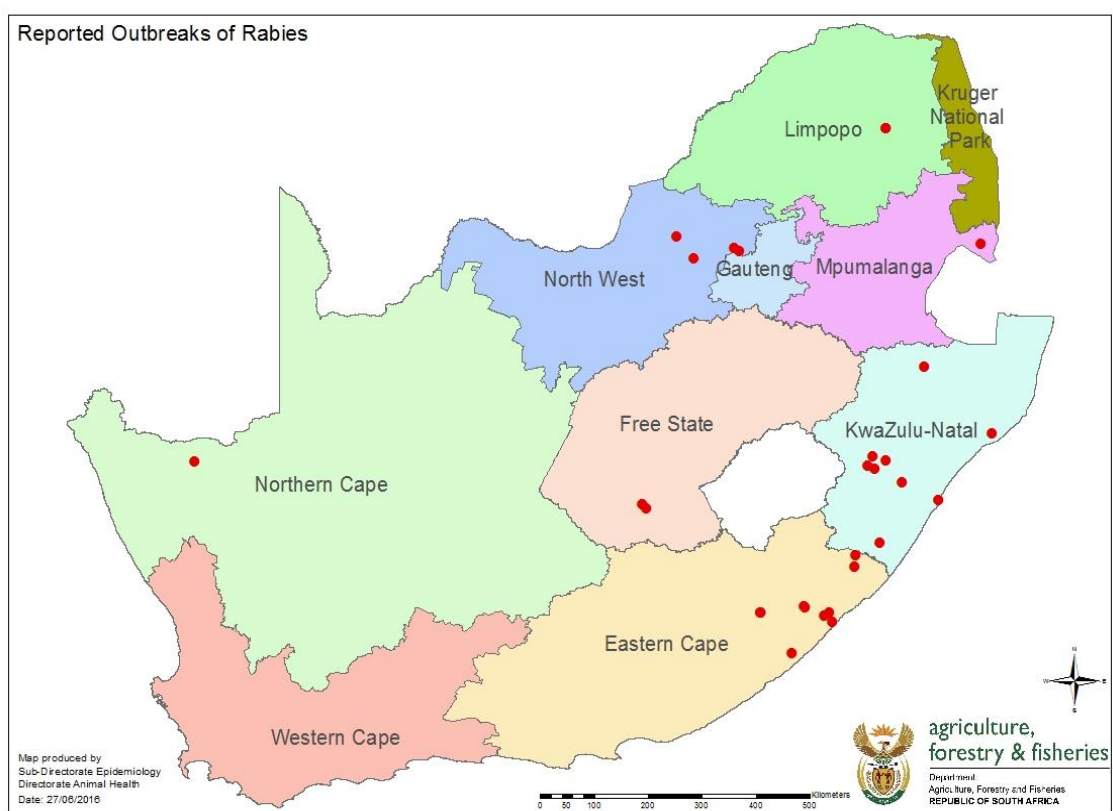 Reported Outbreaks of Rabies
Kruger
National
Park
Limpopo
North West
Gauteng
Mpumalanga
Free State
KwaZulu-Natal
Northern Cape
Eastern Cape
Western Cape
N
W
E
S
Map produced by
Sub-Directorate Epidemiology
Directorate Animal Health
Date: 27/06/2016
Kilometers
0 50 100 200 300 400 500
agriculture,
forestry & fisheries
Department:
Agriculture, Forestry and Fisheries
REPUBLIC OF SOUTH AFRICA